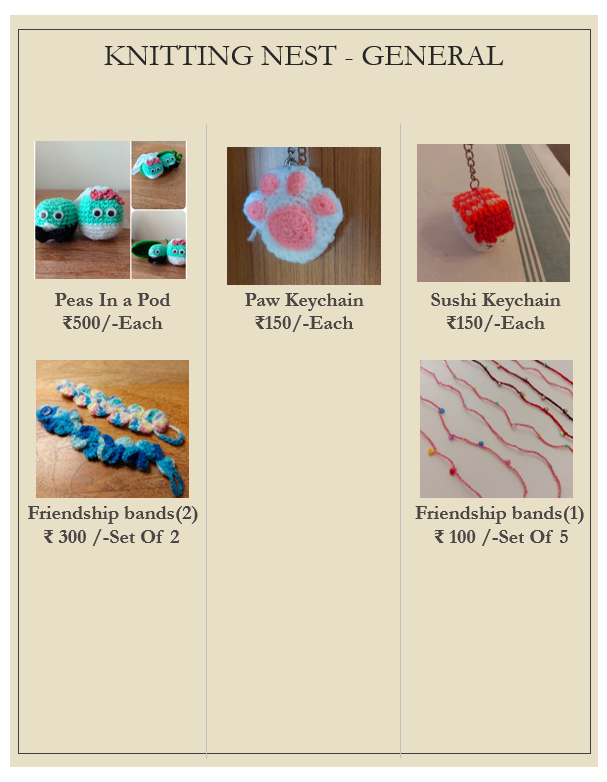 KNITTING NEST - GENERAL
Peas In a Pod
₹500/-Each
Paw Keychain
₹150/-Each
Sushi Keychain
₹150/-Each
Friendship bands(2)
₹ 300 /-Set Of 2
Friendship bands(1)
₹ 100 /-Set Of 5